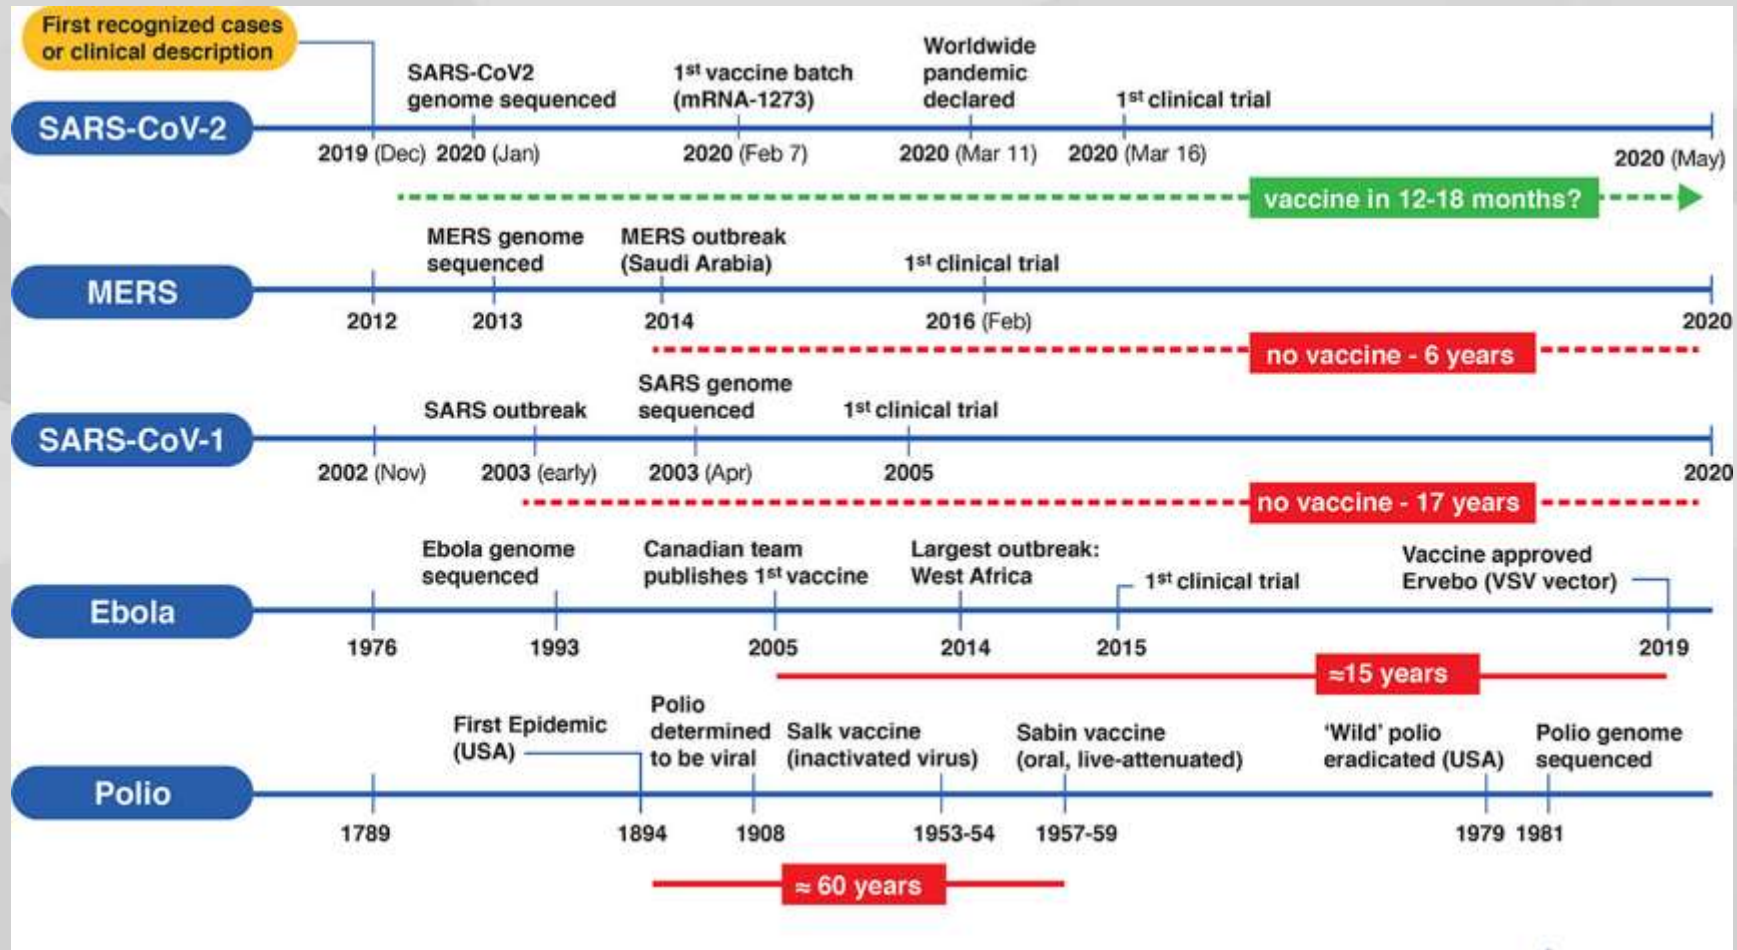 First recognized cases
or clinical description
SARS-CoV2
genome sequenced
1st vaccine batch
(mRNA-1273)
Worldwide
pandemic
declared
1st clinical trial
SARS-CoV-2
2019 (Dec)
2020 (Jan)
2020 (Feb 7)
2020 (Mar 11)
2020 (Mar 16)
2020 (May)
vaccine in 12-18 months?
MERS genome
sequenced
MERS outbreak
(Saudi Arabia)
1st clinical trial
MERS
2012
2013
2014
2016 (Feb)
2020
no vaccine - 6 years
SARS outbreak
SARS genome
sequenced
1st clinical trial
SARS-CoV-1
2002 (Nov)
2003 (early)
2003 (Apr)
2005
2020
no vaccine - 17 years
Ebola genome
sequenced
Canadian team
publishes 1st vaccine
Largest outbreak:
West Africa
1st clinical trial
Vaccine approved
Ervebo (VSV vector)
Ebola
1976
1993
2005
2014
2015
2019
≈15 years
First Epidemic
(USA)
Polio
determined
to be viral
Salk vaccine
(inactivated virus)
Sabin vaccine
(oral, live-attenuated)
‘Wild’ polio
eradicated (USA)
Polio genome
sequenced
Polio
1789
1894
1908
1953-54
1957-59
1979
1981
≈ 60 years